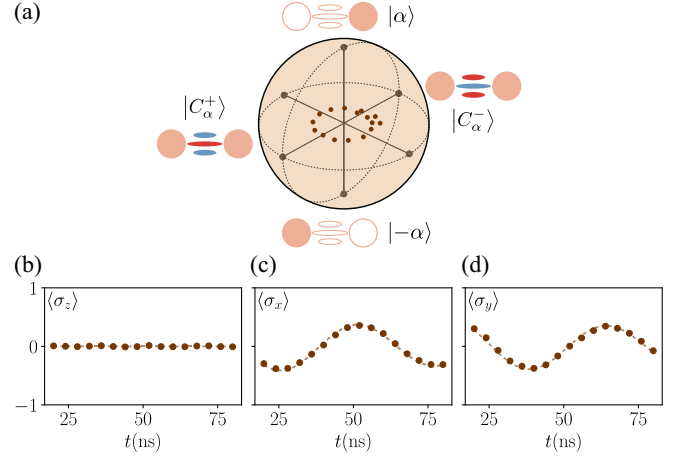 (a)
|α⟩
|C_α^+⟩
|C_α^-⟩
|−α⟩
(b) (c) (d)
1
⟨σ_z⟩ ⟨σ_x⟩ ⟨σ_y⟩
0
−1
25 50 75 25 50 75 25 50 75
t(ns) t(ns) t(ns)